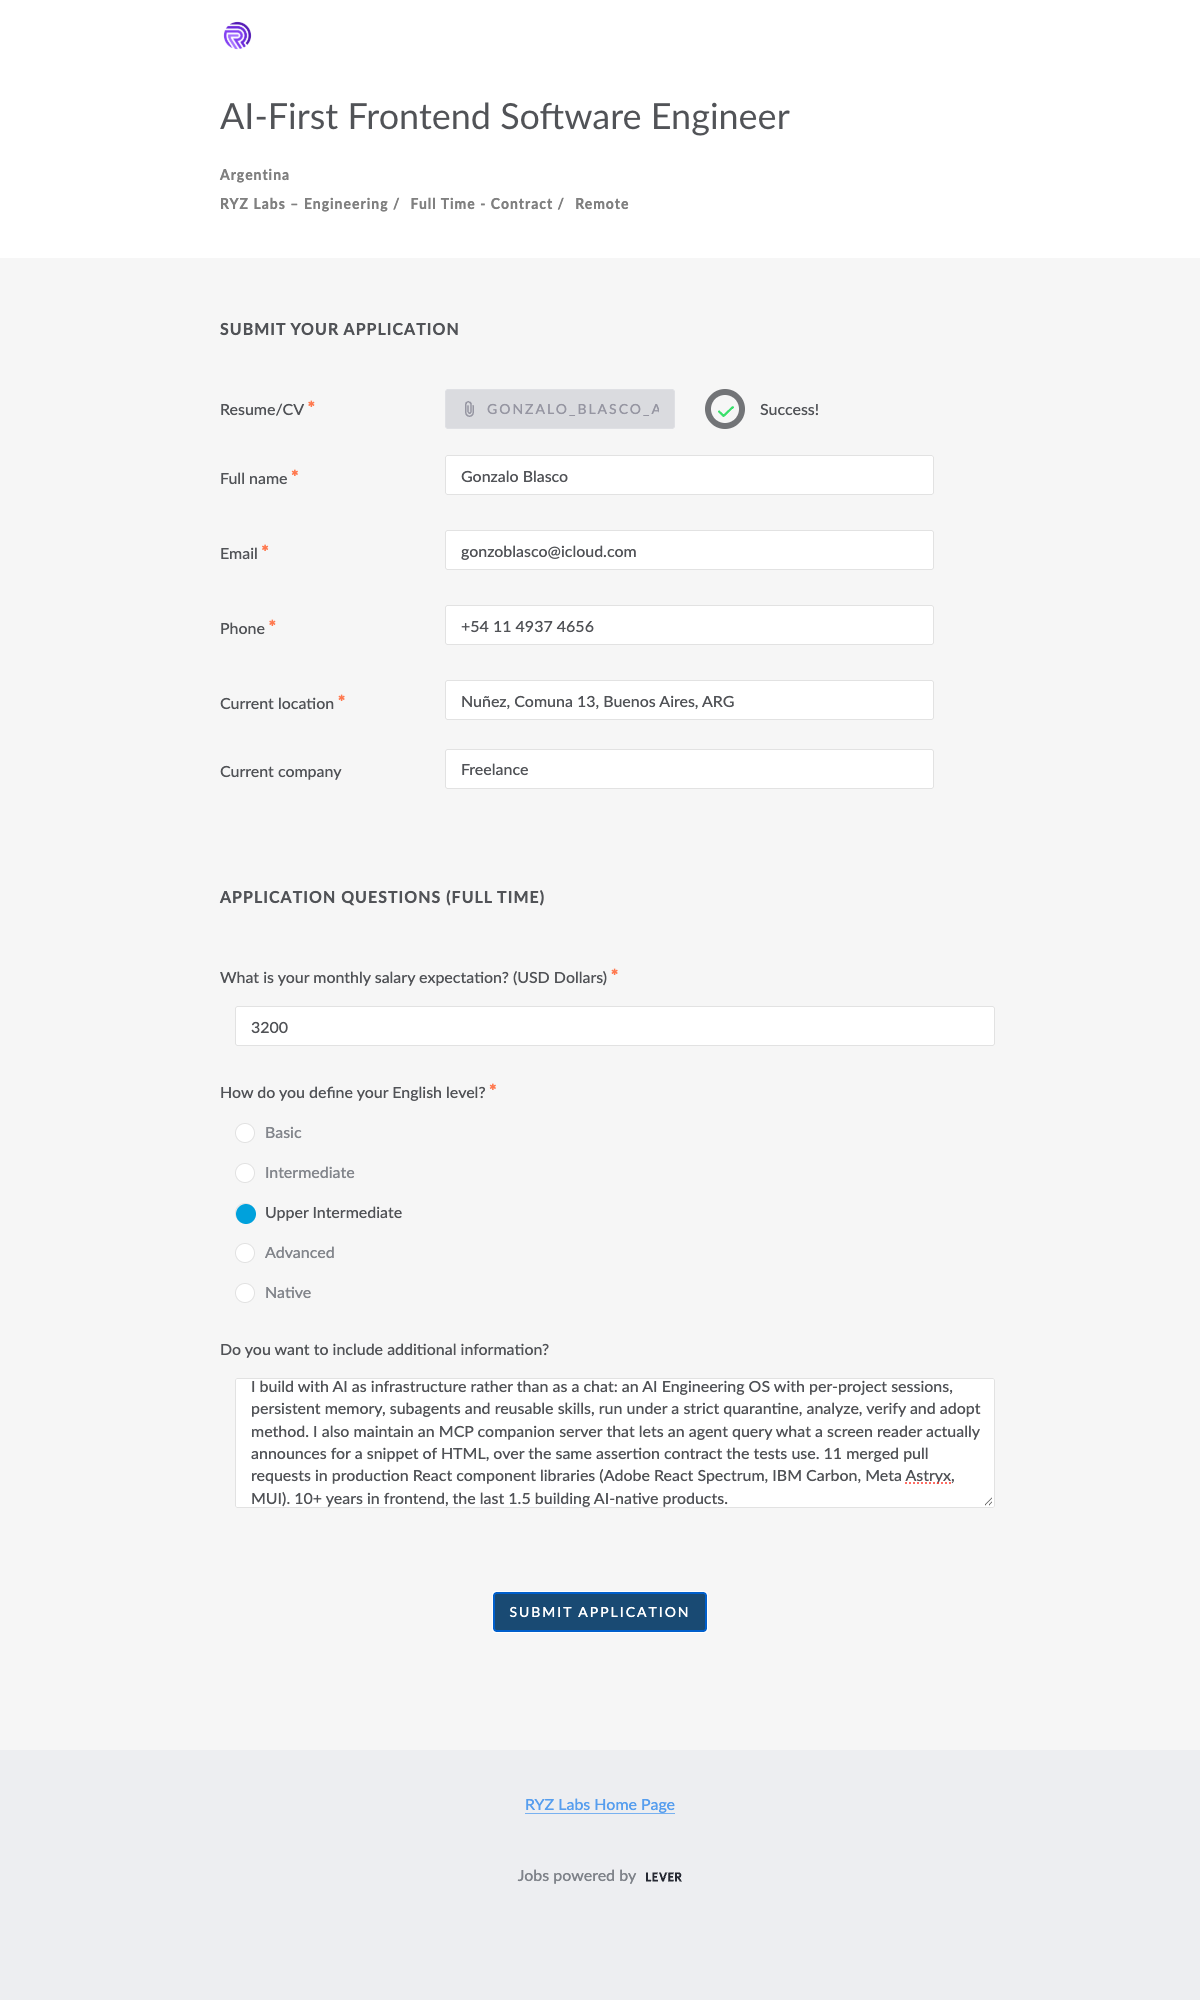 AI-First Frontend Software Engineer
Argentina
RYZ Labs – Engineering / Full Time - Contract / Remote
SUBMIT YOUR APPLICATION
Resume/CV *
GONZALO_BLASCO_A
Success!
Full name *
Gonzalo Blasco
Email *
gonzoblasco@icloud.com
Phone *
+54 11 4937 4656
Current location *
Nuñez, Comuna 13, Buenos Aires, ARG
Current company
Freelance
APPLICATION QUESTIONS (FULL TIME)
What is your monthly salary expectation? (USD Dollars) *
3200
How do you define your English level? *
Basic
Intermediate
Upper Intermediate
Advanced
Native
Do you want to include additional information?
I build with AI as infrastructure rather than as a chat: an AI Engineering OS with per-project sessions,
persistent memory, subagents and reusable skills, run under a strict quarantine, analyze, verify and adopt
method. I also maintain an MCP companion server that lets an agent query what a screen reader actually
announces for a snippet of HTML, over the same assertion contract the tests use. 11 merged pull
requests in production React component libraries (Adobe React Spectrum, IBM Carbon, Meta Astryx,
MUI). 10+ years in frontend, the last 1.5 building AI-native products.
SUBMIT APPLICATION
RYZ Labs Home Page
Jobs powered by LEVER